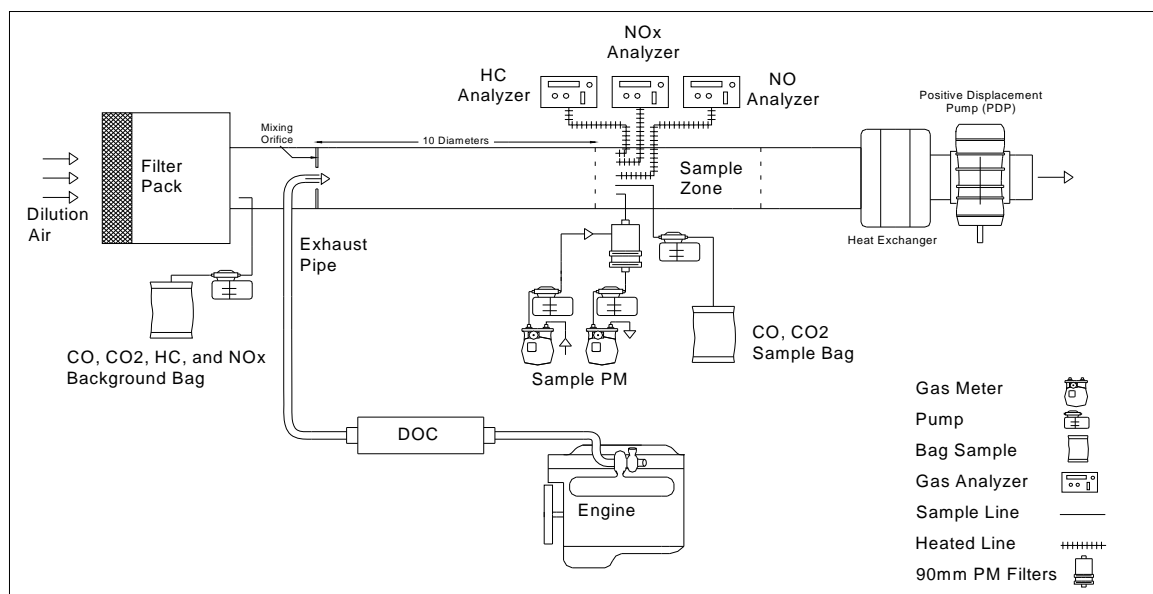 NOx
Analyzer
HC
Analyzer
NO
Analyzer
Positive Displacement
Pump (PDP)
Mixing
Orifice
10 Diameters
Filter
Pack
Sample
Zone
Dilution
Air
Exhaust
Pipe
Heat Exchanger
CO, CO2, HC, and NOx
Background Bag
Sample PM
CO, CO2
Sample Bag
DOC
Engine
Gas Meter
Pump
Bag Sample
Gas Analyzer
Sample Line
Heated Line
90mm PM Filters